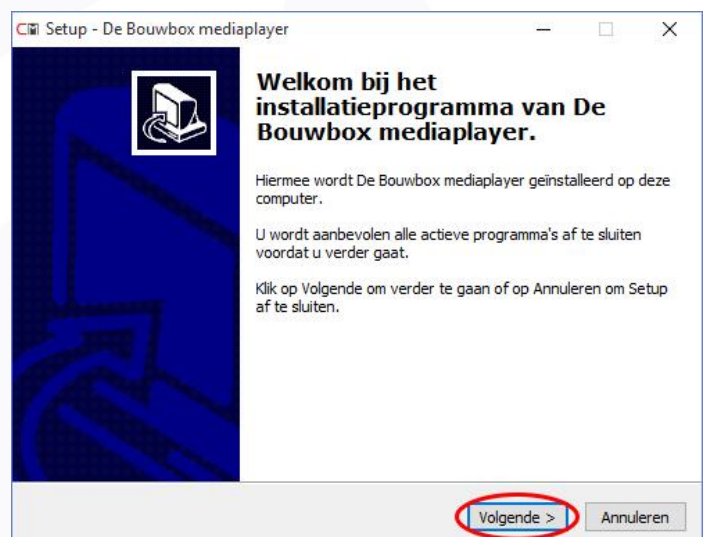 Setup - De Bouwbox mediaplayer
Welkom bij het
installatieprogramma van De
Bouwbox mediaplayer.
Hiermee wordt De Bouwbox mediaplayer geïnstalleerd op deze
computer.
U wordt aanbevolen alle actieve programma's af te sluiten
voordat u verder gaat.
Klik op Volgende om verder te gaan of op Annuleren om Setup
af te sluiten.
Volgende > Annuleren